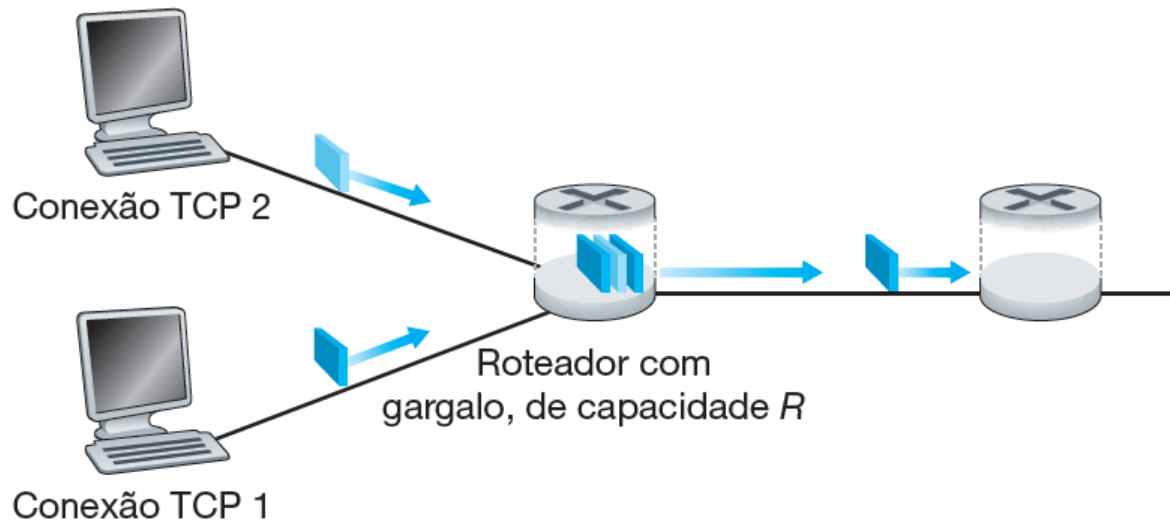 Conexão TCP 2
Roteador com
gargalo, de capacidade R
Conexão TCP 1